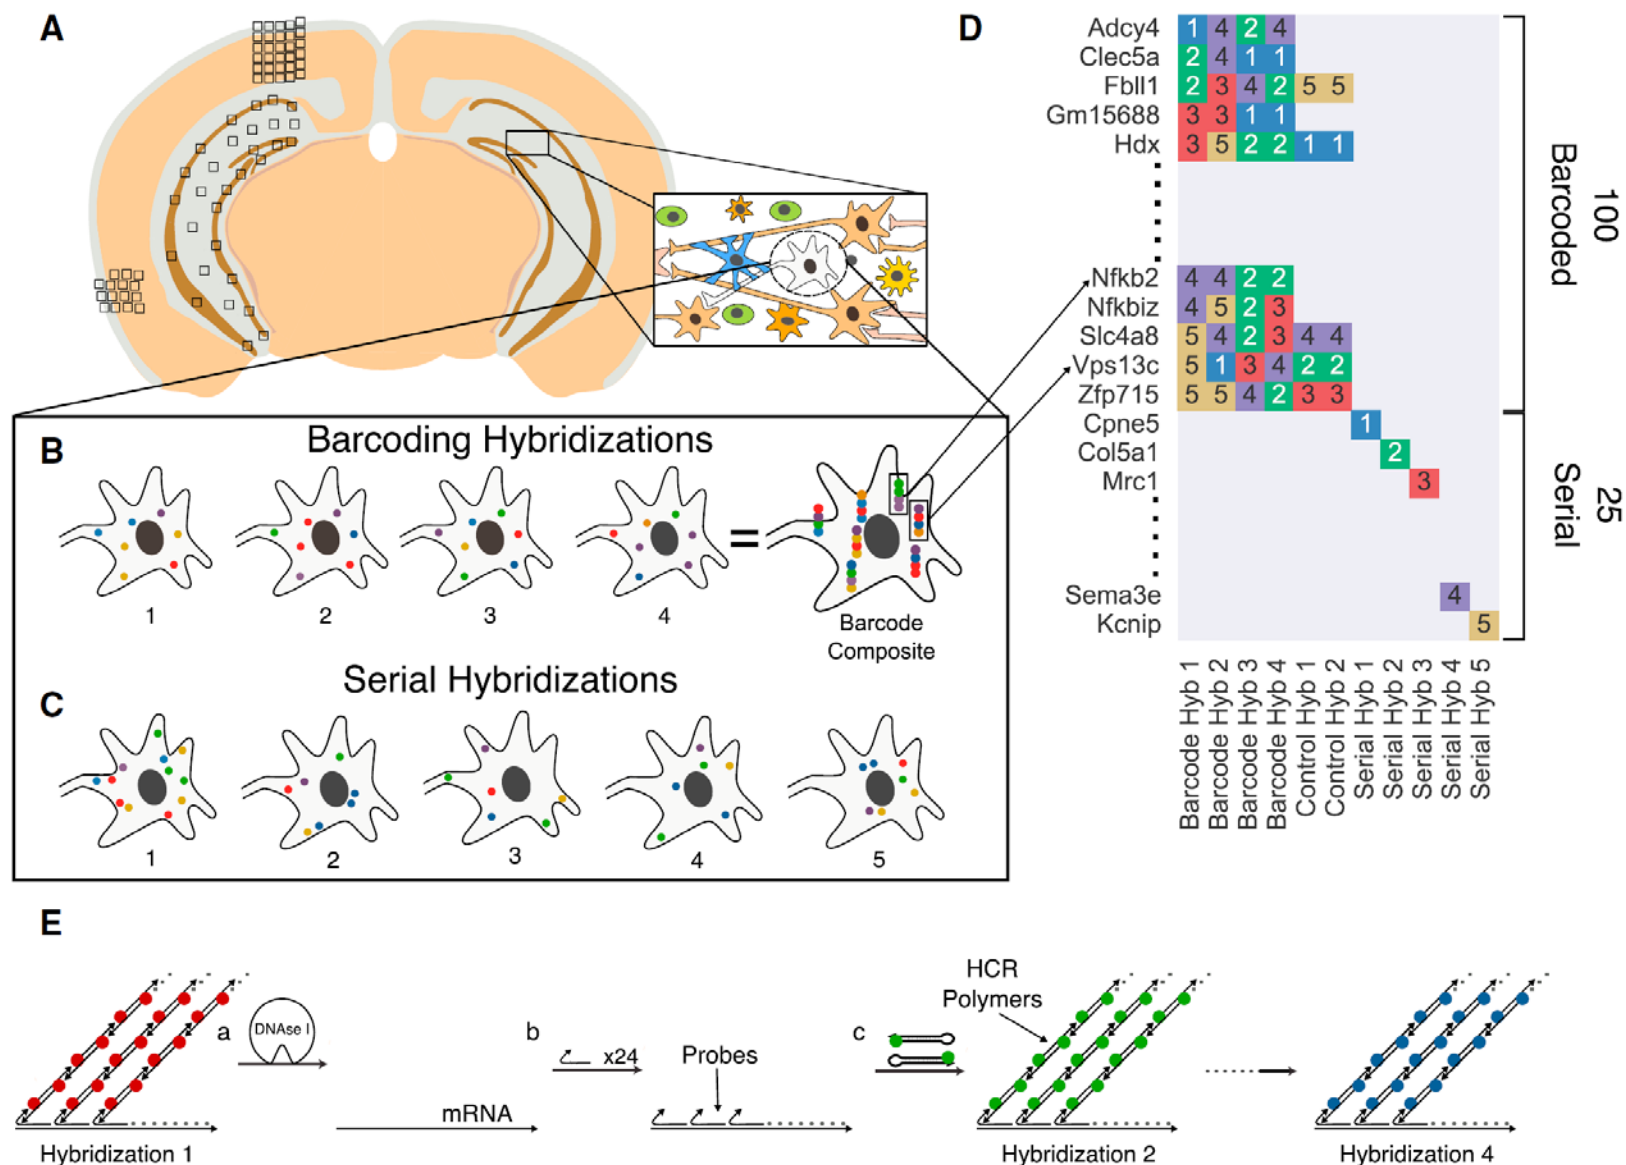 A
B
Barcoding Hybridizations
1
2
3
4
=
Barcode
Composite
C
Serial Hybridizations
1
2
3
4
5
D
Adcy4 1 4 2 4
Clec5a 2 4 1 1
Fbll1 2 3 4 2 5 5
Gm15688 3 3 1 1
Hdx 3 5 2 2 1 1
Nfkb2 4 4 2 2
Nfkbiz 4 5 2 3
Slc4a8 5 4 2 3 4 4
Vps13c 5 1 3 4 2 2
Zfp715 5 5 4 2 3 3
Cpne5 1
Col5a1 2
Mrc1 3
Sema3e 4
Kcnip 5
Barcode Hyb 1
Barcode Hyb 2
Barcode Hyb 3
Barcode Hyb 4
Control Hyb 1
Control Hyb 2
Serial Hyb 1
Serial Hyb 2
Serial Hyb 3
Serial Hyb 4
Serial Hyb 5
100
Barcoded
25
Serial
E
Hybridization 1
a
DNAse I
mRNA
b
x24
Probes
c
HCR
Polymers
Hybridization 2
Hybridization 4